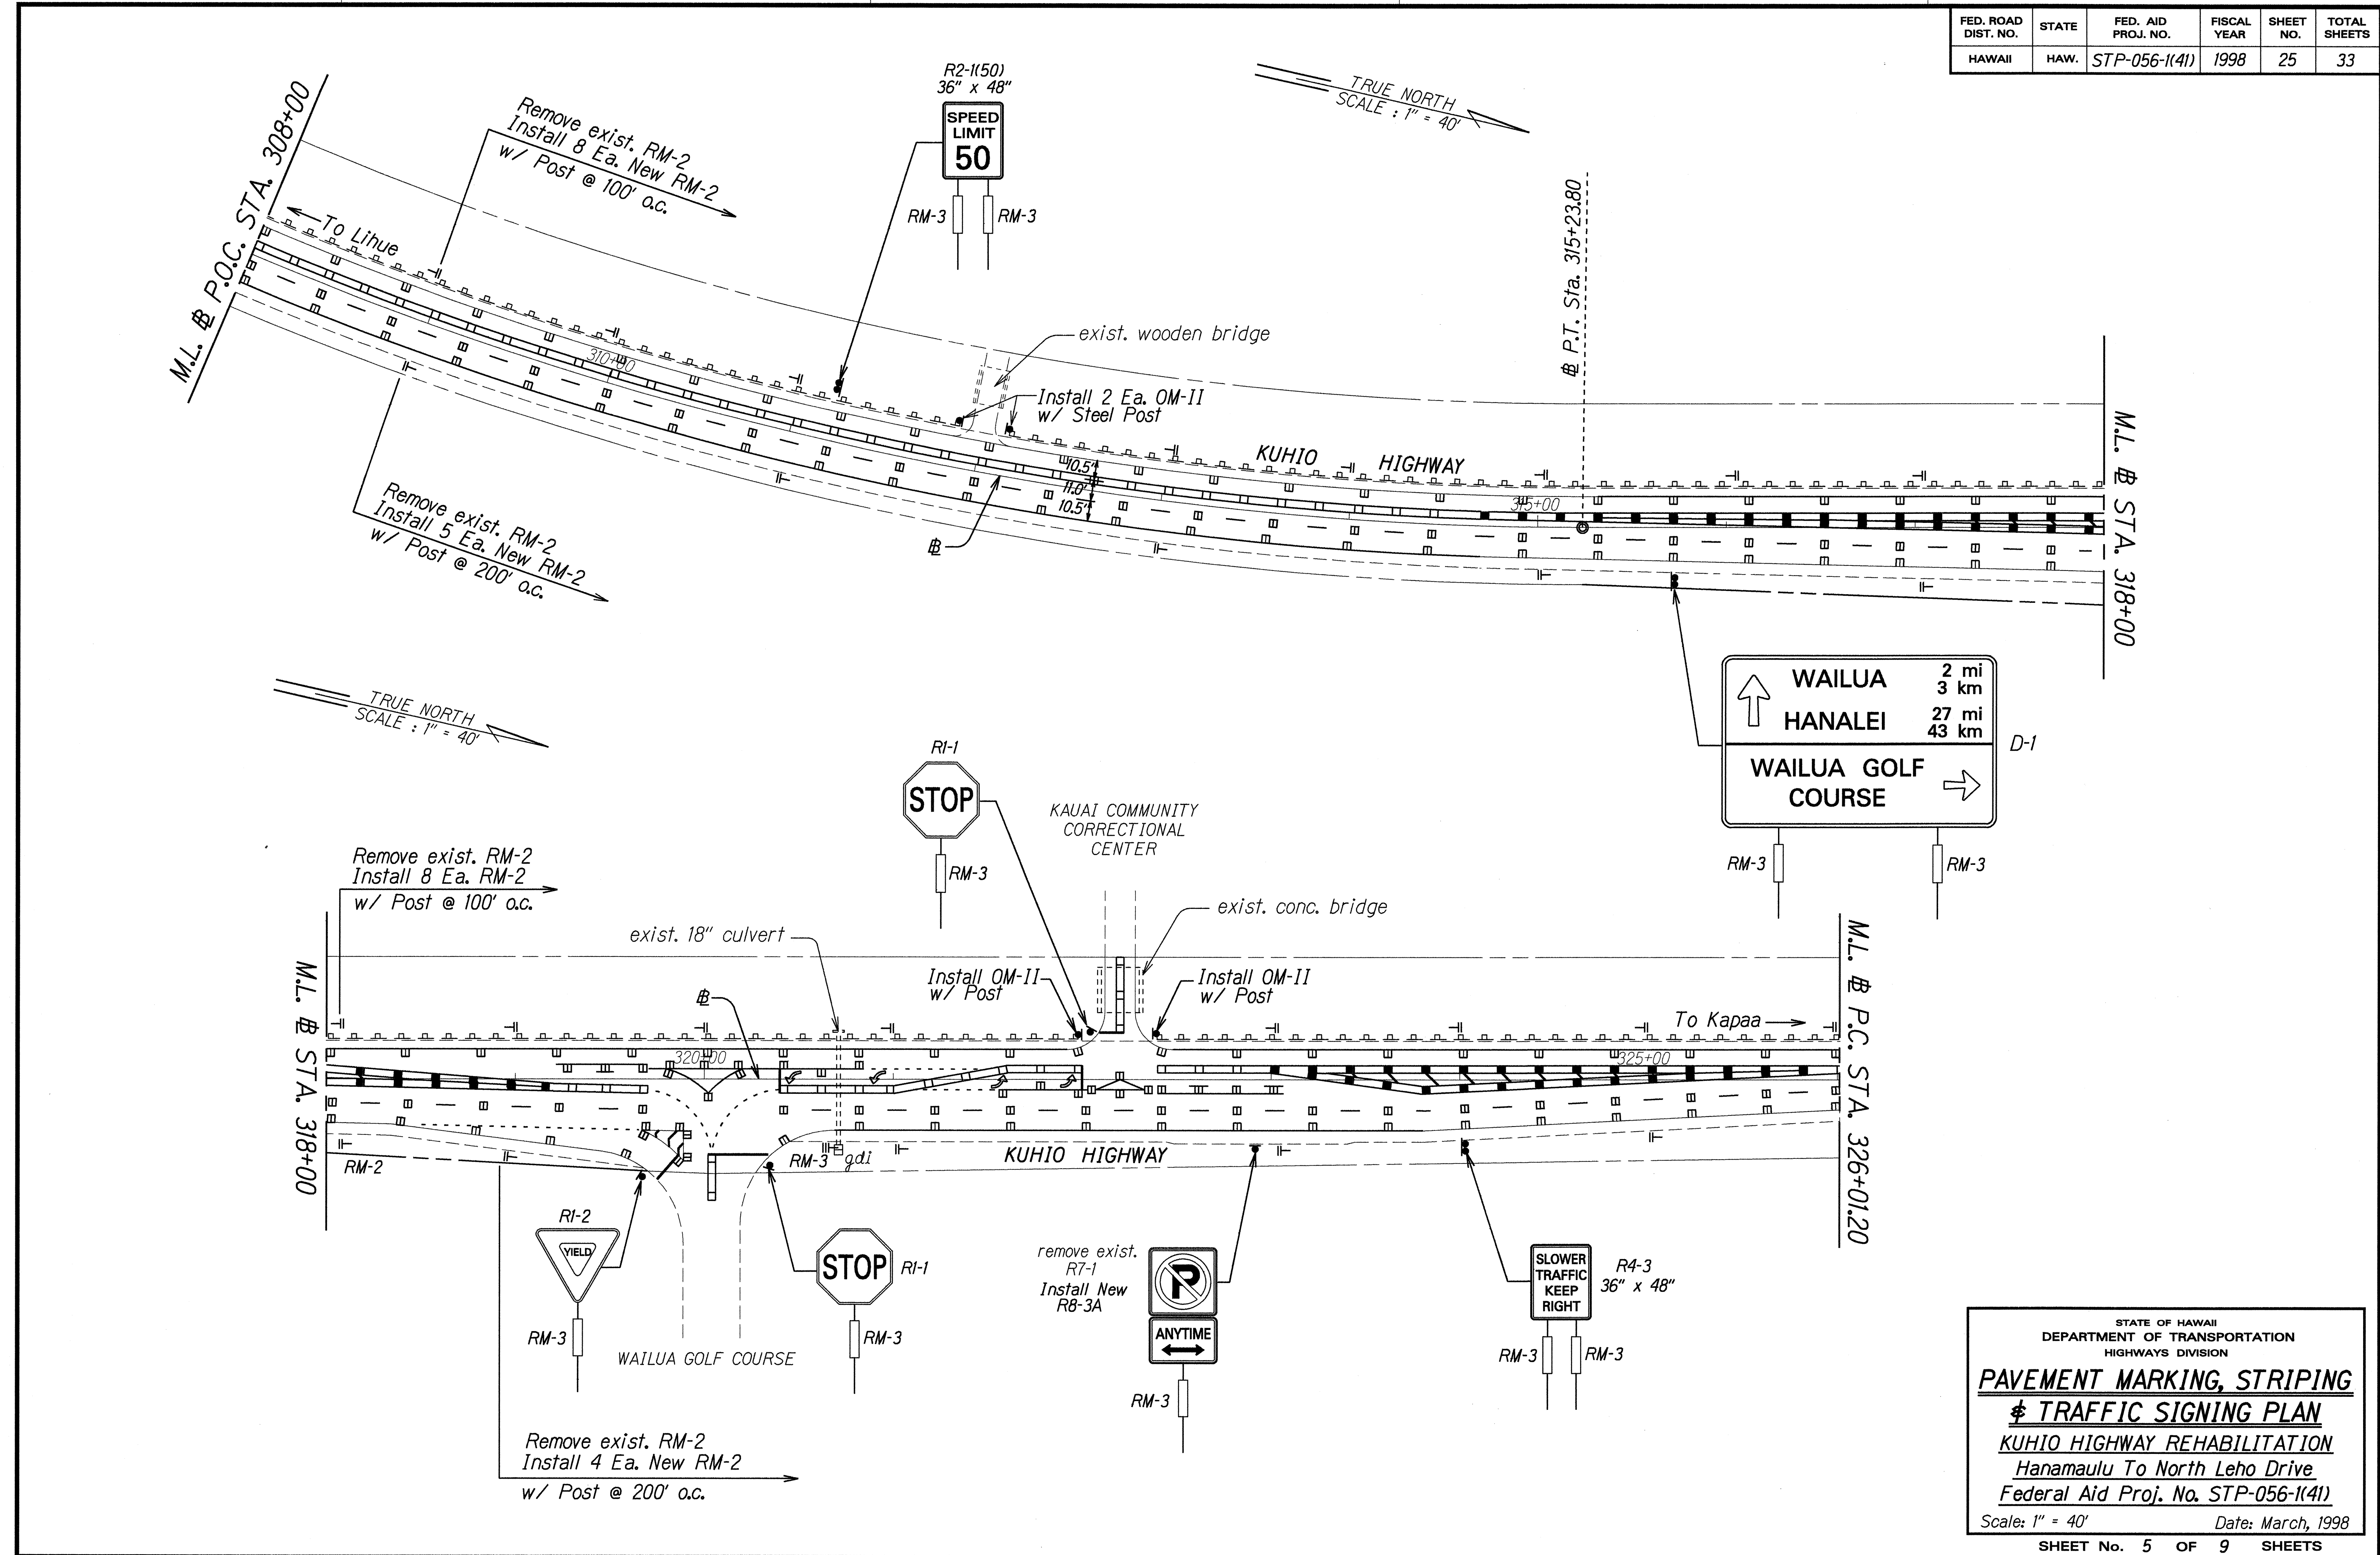 FED. ROAD DIST. NO.
STATE
FED. AID PROJ. NO.
FISCAL YEAR
SHEET NO.
TOTAL SHEETS
HAWAII
HAW.
STP-056-1(41)
1998
25
33
TRUE NORTH
SCALE : 1" = 40'
R2-1(50)
36" x 48"
SPEED
LIMIT
50
RM-3
RM-3
Remove exist. RM-2
Install 8 Ea. New RM-2
w/ Post @ 100' o.c.
M.L. ℄ P.O.C. STA. 308+00
To Lihue
310+00
exist. wooden bridge
Install 2 Ea. OM-II
w/ Steel Post
10.5'
11.0'
10.5'
KUHIO HIGHWAY
315+00
P.T. Sta. 315+23.80
M.L. STA. 318+00
Remove exist. RM-2
Install 5 Ea. New RM-2
w/ Post @ 200' o.c.
WAILUA 2 mi
3 km
HANALEI 27 mi
43 km
WAILUA GOLF
COURSE
D-1
RM-3
RM-3
TRUE NORTH
SCALE : 1" = 40'
R1-1
STOP
RM-3
KAUAI COMMUNITY
CORRECTIONAL
CENTER
Remove exist. RM-2
Install 8 Ea. RM-2
w/ Post @ 100' o.c.
exist. 18" culvert
exist. conc. bridge
Install OM-II
w/ Post
Install OM-II
w/ Post
To Kapaa
M.L. STA. 318+00
320+00
325+00
M.L. P.C. STA. 326+01.20
RM-2
RM-3
gdi
KUHIO HIGHWAY
R1-2
YIELD
RM-3
WAILUA GOLF COURSE
STOP
R1-1
RM-3
remove exist.
R7-1
Install New
R8-3A
P
ANYTIME
RM-3
SLOWER
TRAFFIC
KEEP
RIGHT
R4-3
36" x 48"
RM-3
RM-3
Remove exist. RM-2
Install 4 Ea. New RM-2
w/ Post @ 200' o.c.
STATE OF HAWAII
DEPARTMENT OF TRANSPORTATION
HIGHWAYS DIVISION
PAVEMENT MARKING, STRIPING
& TRAFFIC SIGNING PLAN
KUHIO HIGHWAY REHABILITATION
Hanamaulu To North Leho Drive
Federal Aid Proj. No. STP-056-1(41)
Scale: 1" = 40' Date: March, 1998
SHEET No. 5 OF 9 SHEETS